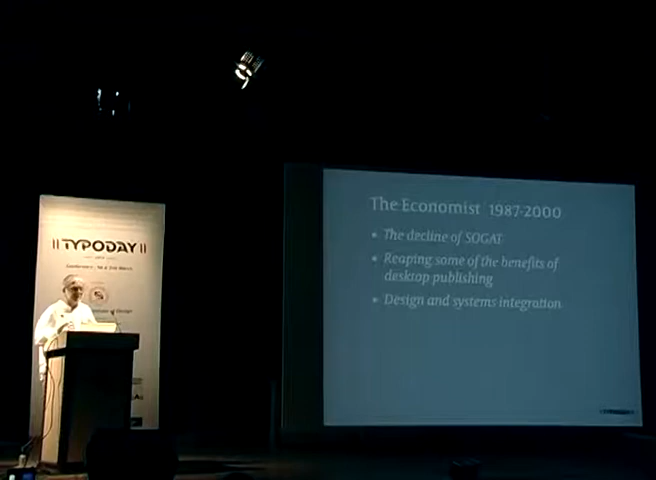 TYPODAY
The Economist 1987-2000
• The decline of SOGAT
• Reaping some of the benefits of
desktop publishing
• Design and systems integration